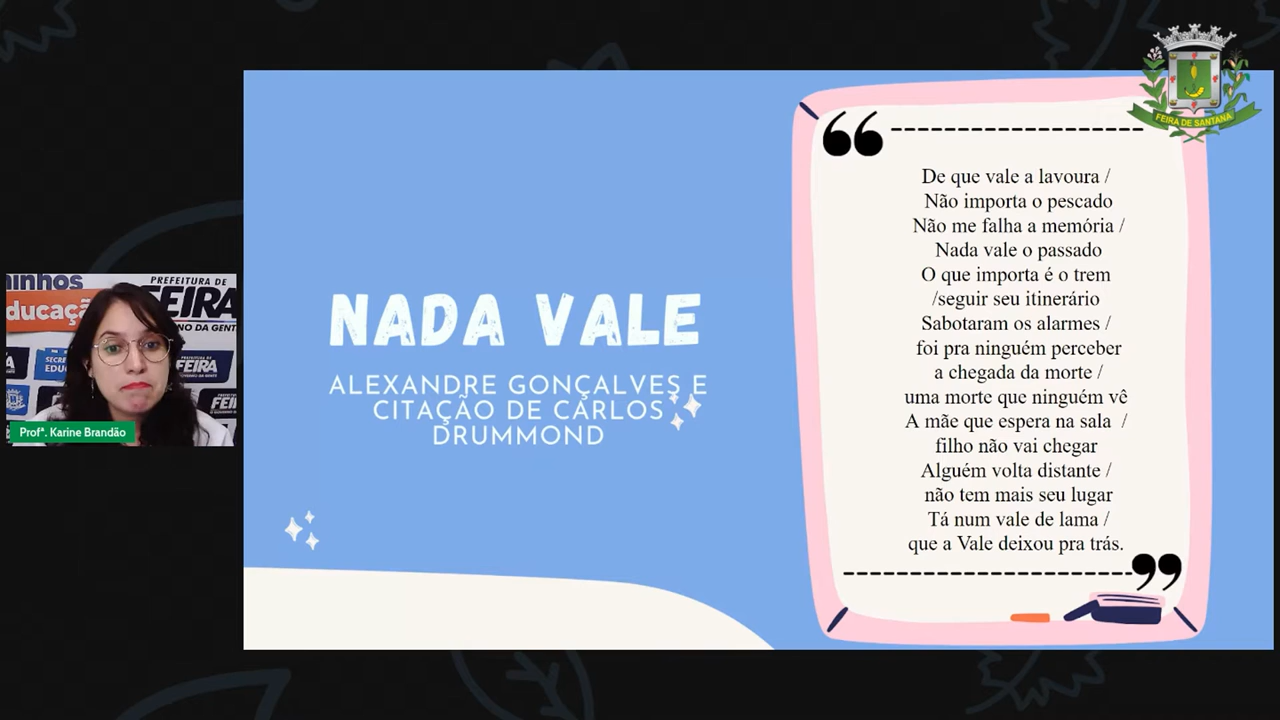 FEIRA DE SANTANA
NADA VALE
ALEXANDRE GONÇALVES E
CITAÇÃO DE CARLOS
DRUMMOND
“
De que vale a lavoura /
Não importa o pescado
Não me falha a memória /
Nada vale o passado
O que importa é o trem
/seguir seu itinerário
Sabotaram os alarmes /
foi pra ninguém perceber
a chegada da morte /
uma morte que ninguém vê
A mãe que espera na sala /
filho não vai chegar
Alguém volta distante /
não tem mais seu lugar
Tá num vale de lama /
que a Vale deixou pra trás.
”
PREFEITURA DE
FEIRA
Profª. Karine Brandão